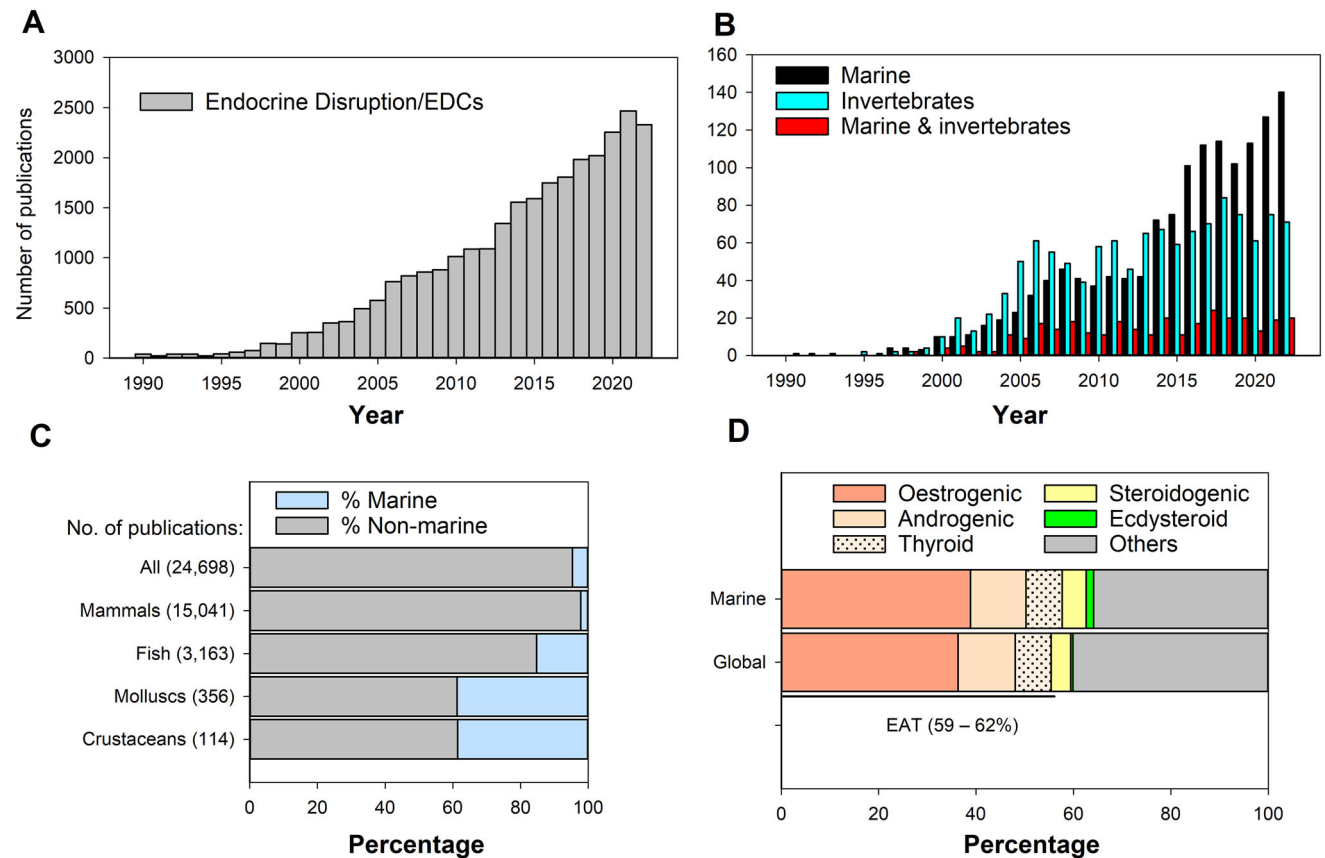 A
3000
2500
2000
1500
1000
500
0
Number of publications
Endocrine Disruption/EDCs
1990 1995 2000 2005 2010 2015 2020
Year
B
160
140
120
100
80
60
40
20
0
Marine
Invertebrates
Marine & invertebrates
1990 1995 2000 2005 2010 2015 2020
Year
C
% Marine
% Non-marine
No. of publications:
All (24,698)
Mammals (15,041)
Fish (3,163)
Molluscs (356)
Crustaceans (114)
0 20 40 60 80 100
Percentage
D
Oestrogenic Steroidogenic
Androgenic Ecdysteroid
Thyroid Others
Marine
Global
EAT (59 – 62%)
0 20 40 60 80 100
Percentage